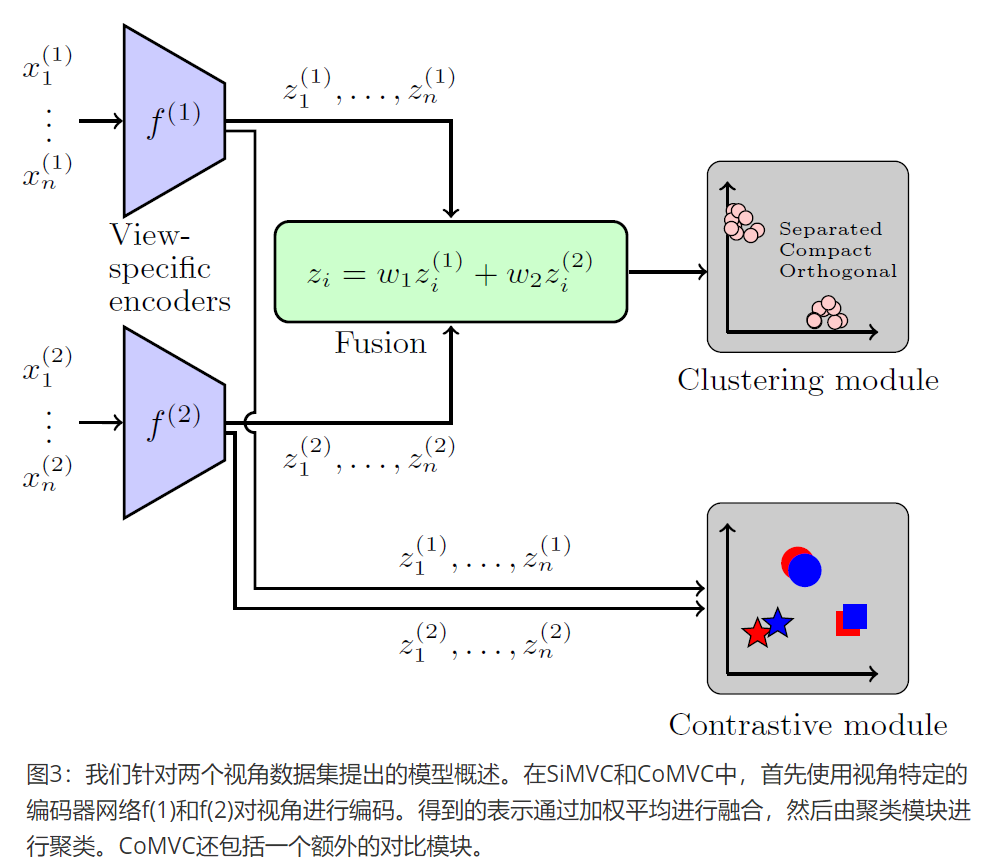 x_1^{(1)}
⋮
x_n^{(1)}
f^{(1)}
z_1^{(1)}, . . . , z_n^{(1)}
View-
specific
encoders
z_i = w_1 z_i^{(1)} + w_2 z_i^{(2)}
Fusion
Separated
Compact
Orthogonal
Clustering module
x_1^{(2)}
⋮
x_n^{(2)}
f^{(2)}
z_1^{(2)}, . . . , z_n^{(2)}
z_1^{(1)}, . . . , z_n^{(1)}
z_1^{(2)}, . . . , z_n^{(2)}
Contrastive module
图3：我们针对两个视角数据集提出的模型概述。在SiMVC和CoMVC中，首先使用视角特定的
编码器网络f(1)和f(2)对视角进行编码。得到的表示通过加权平均进行融合，然后由聚类模块进
行聚类。CoMVC还包括一个额外的对比模块。